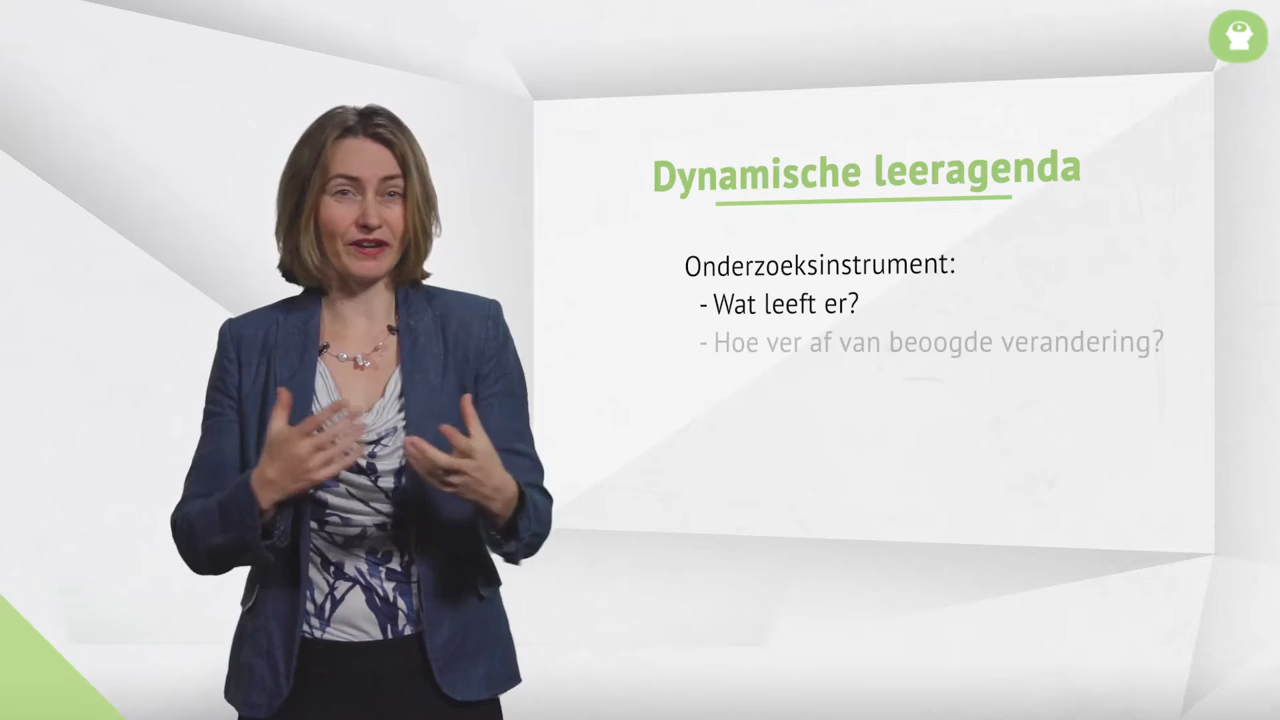 Dynamische leeragenda
Onderzoeksinstrument:
- Wat leeft er?
- Hoe ver af van beoogde verandering?